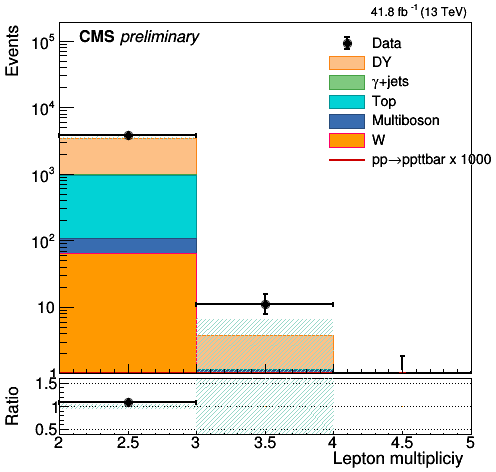 41.8 fb⁻¹ (13 TeV)
CMS preliminary
Events
Data
DY
γ+jets
Top
Multiboson
W
pp→ppttbar x 1000
10⁵
10⁴
10³
10²
10
1
Ratio
1.5
1
0.5
2 2.5 3 3.5 4 4.5 5
Lepton multipliciy